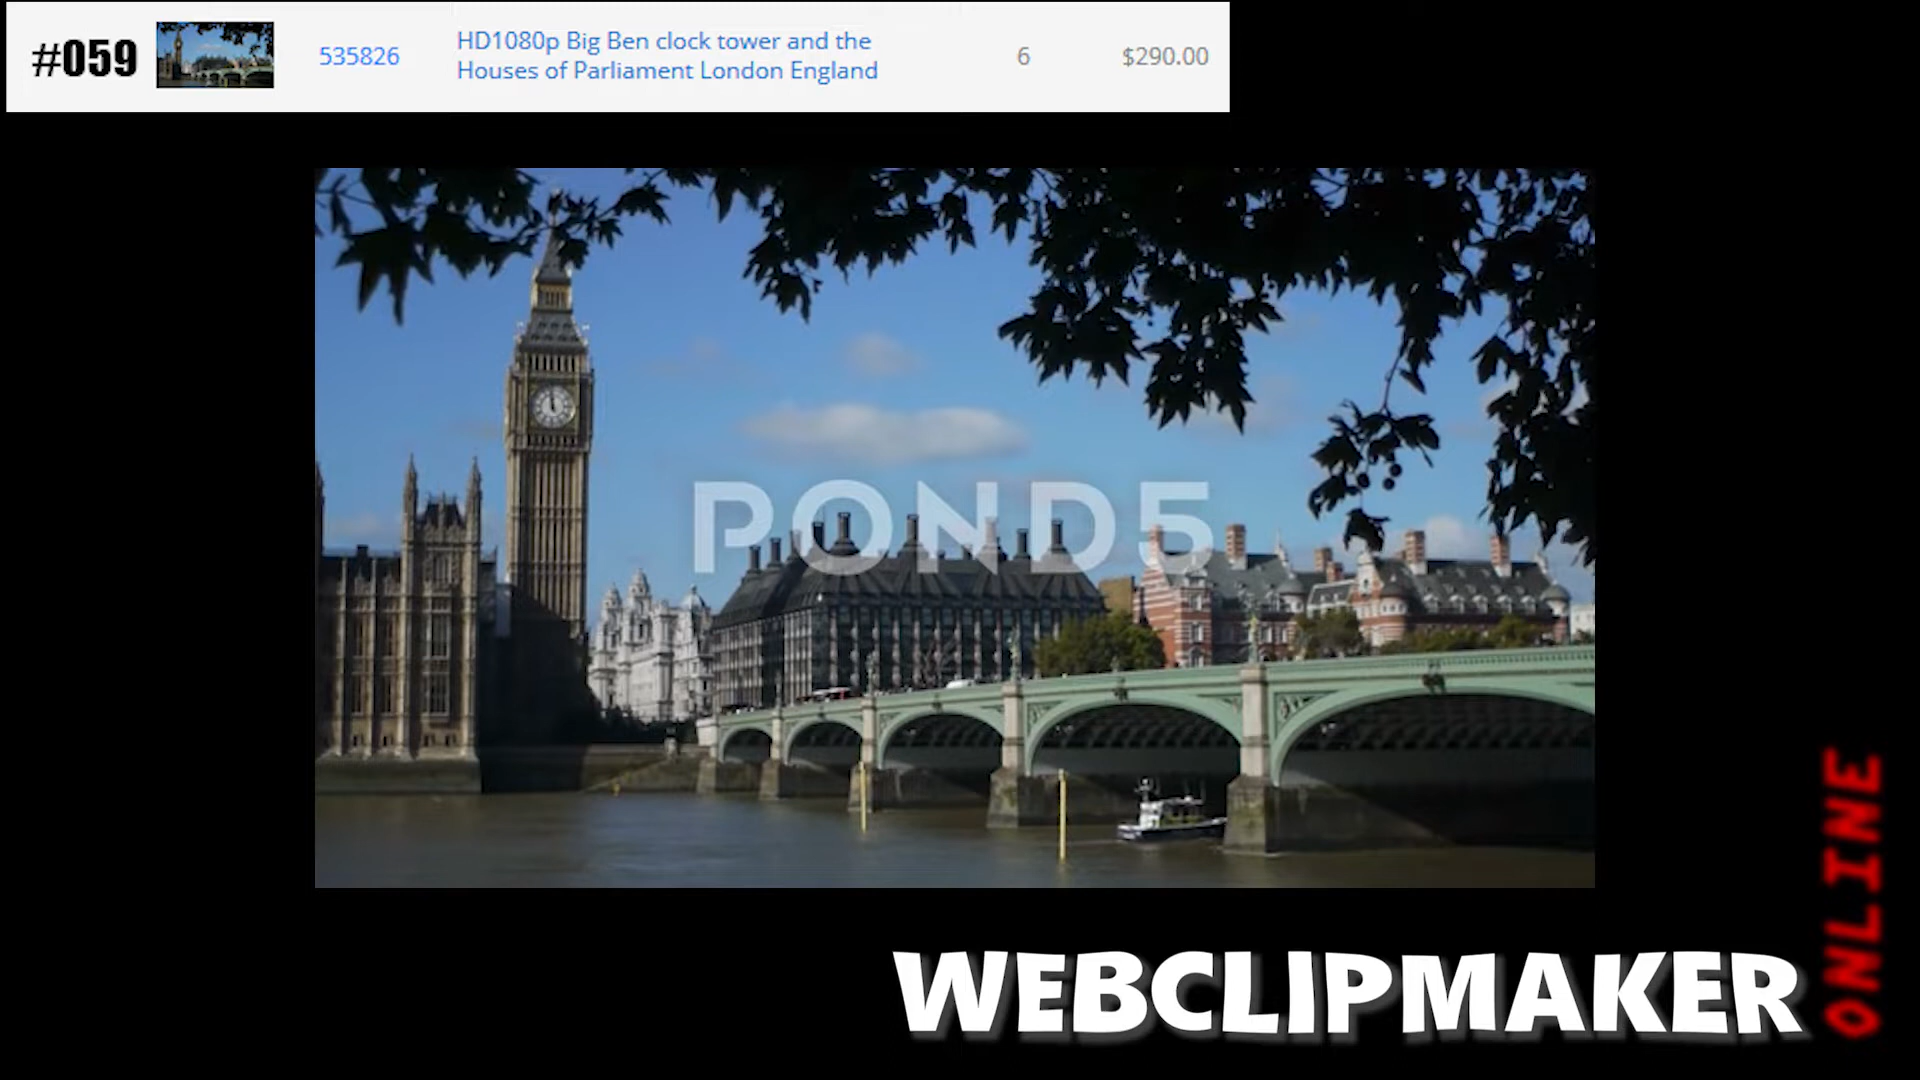 #059
535826
HD1080p Big Ben clock tower and the
Houses of Parliament London England
6
$290.00
POND5
WEBCLIPMAKER
ONLINE